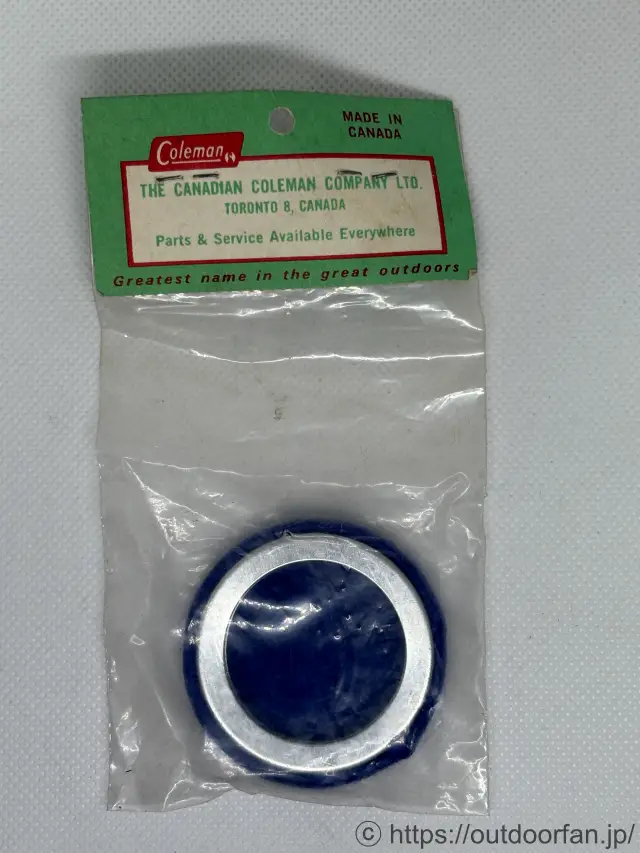 MADE IN
CANADA
Coleman
THE CANADIAN COLEMAN COMPANY LTD.
TORONTO 8, CANADA
Parts & Service Available Everywhere
Greatest name in the great outdoors
© https://outdoorfan.jp/